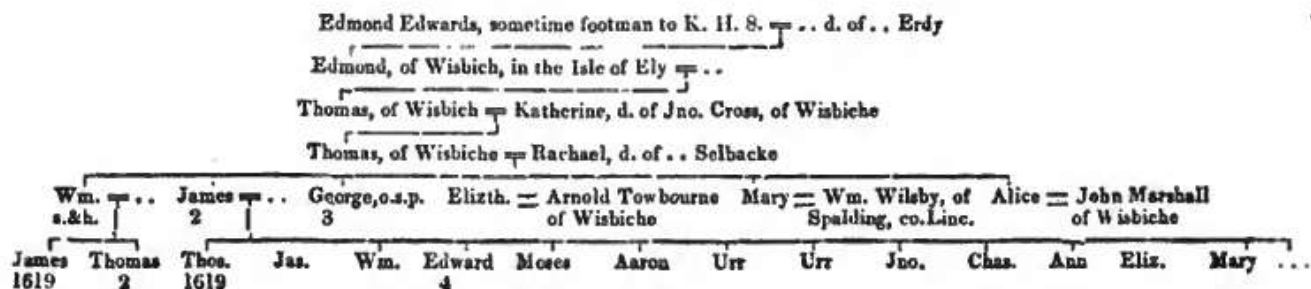 Edmond Edwards, sometime footman to K. H. 8. = . . d. of . . Erdy
Edmond, of Wisbich, in the Isle of Ely = . .
Thomas, of Wisbich = Katherine, d. of Jno. Cross, of Wisbiche
Thomas, of Wisbiche = Rachael, d. of . . Selbacke
Wm. = . . James = . . George, o.s.p. Elizth. = Arnold Towbourne Mary = Wm. Wilsby, of Alice = John Marshall
s.&h. 2 3 of Wisbiche Spalding, co. Linc. of Wisbiche
James Thomas Thos. Jas. Wm. Edward Moses Aaron Urr Urr Jno. Chas. Ann Eliz. Mary . . .
1619 2 1619 4